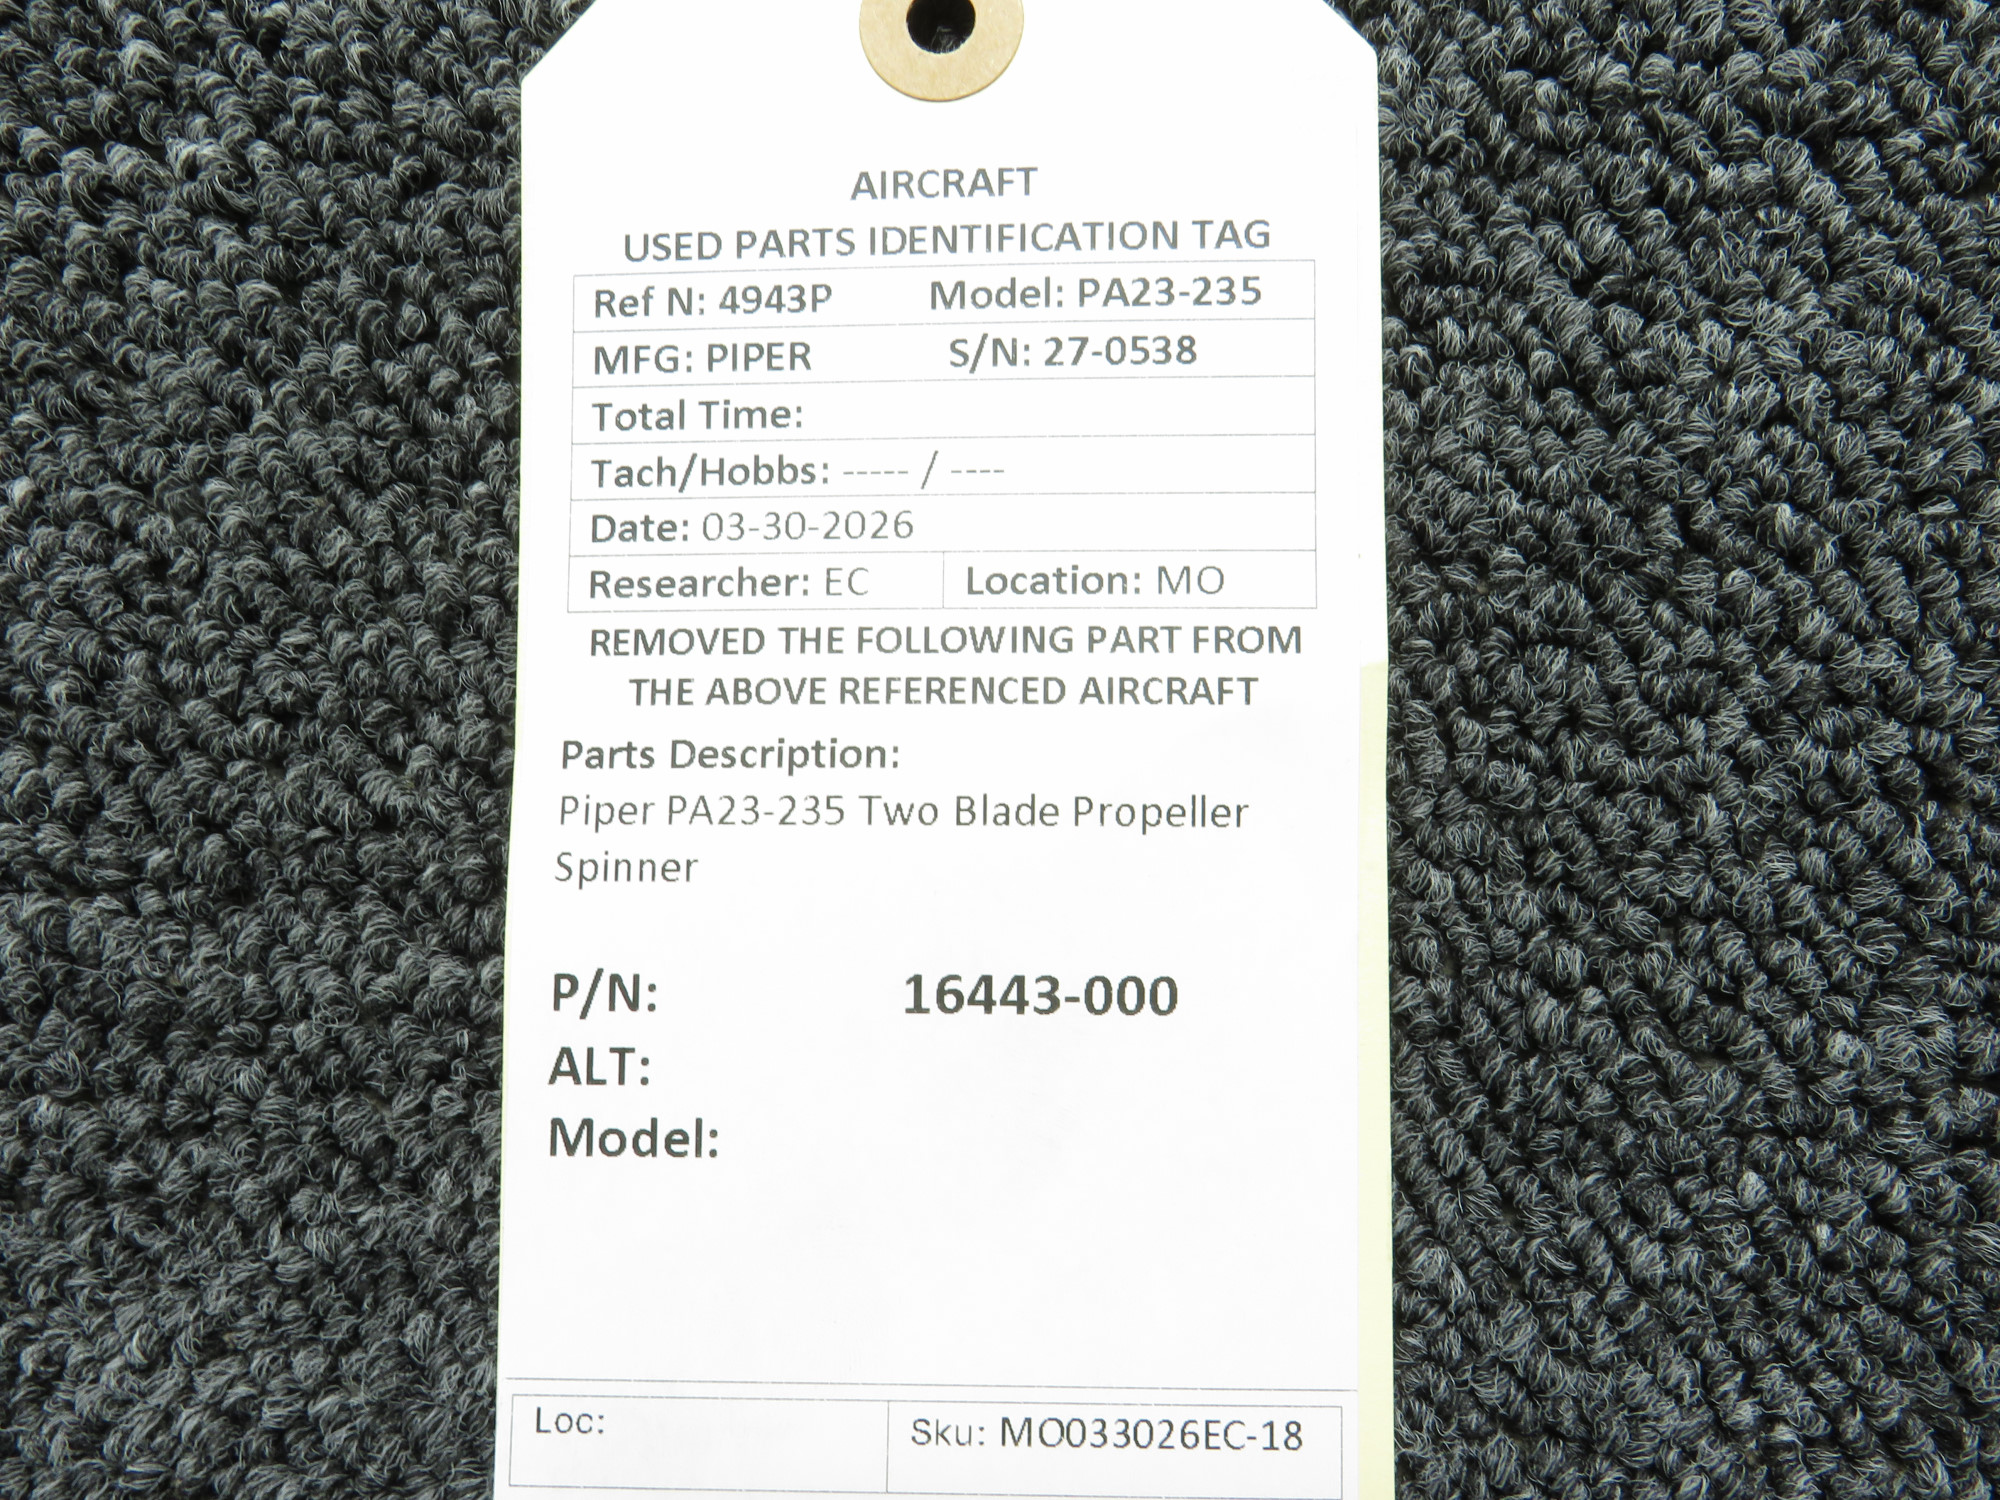 AIRCRAFT
USED PARTS IDENTIFICATION TAG
Ref N: 4943P Model: PA23-235
MFG: PIPER S/N: 27-0538
Total Time:
Tach/Hobbs: ----- / ----
Date: 03-30-2026
Researcher: EC Location: MO
REMOVED THE FOLLOWING PART FROM
THE ABOVE REFERENCED AIRCRAFT
Parts Description:
Piper PA23-235 Two Blade Propeller
Spinner
P/N: 16443-000
ALT:
Model:
Loc: Sku: MO033026EC-18